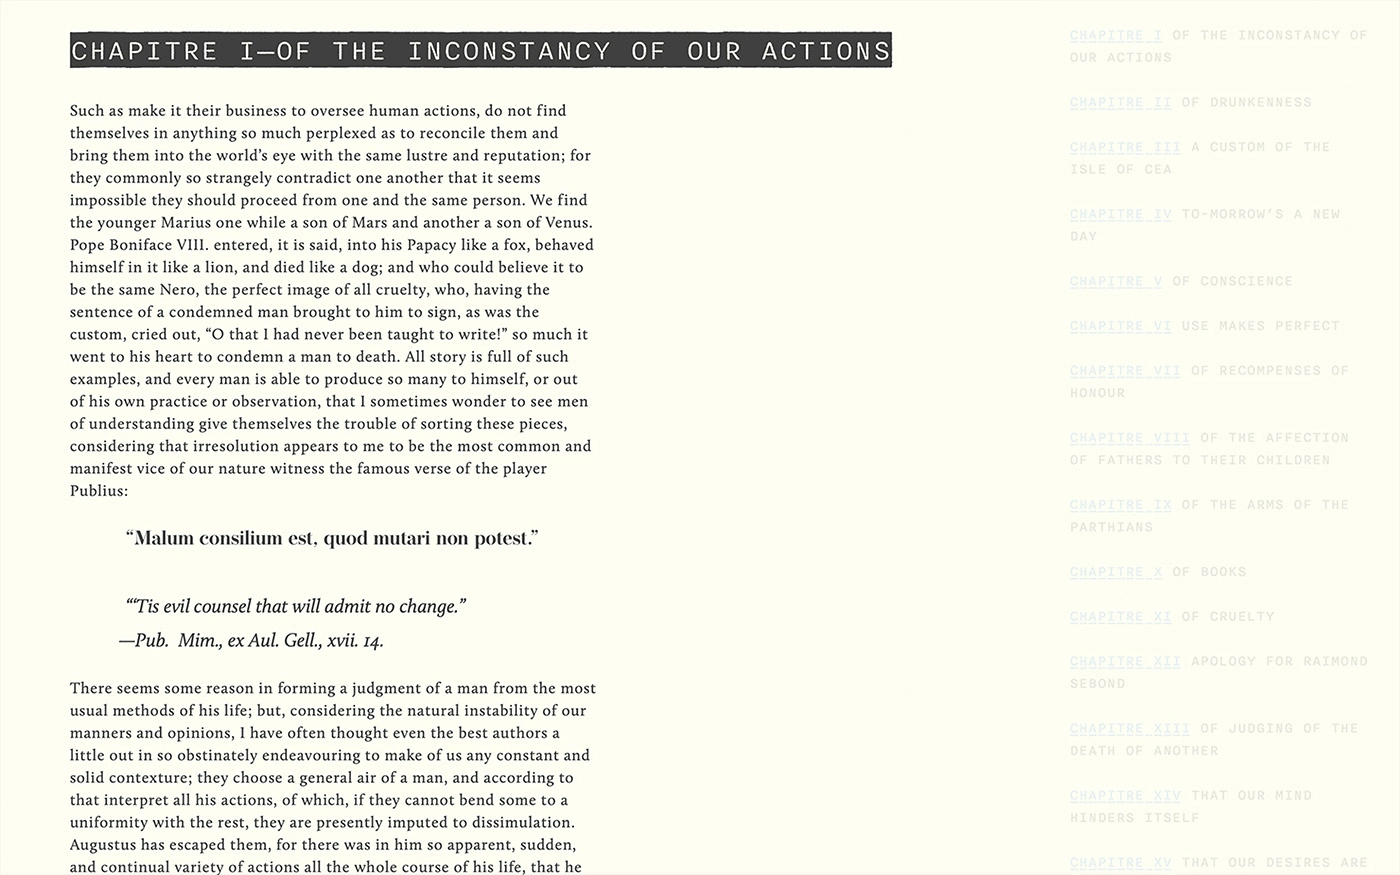 CHAPITRE I—OF THE INCONSTANCY OF OUR ACTIONS
Such as make it their business to oversee human actions, do not find
themselves in anything so much perplexed as to reconcile them and
bring them into the world’s eye with the same lustre and reputation; for
they commonly so strangely contradict one another that it seems
impossible they should proceed from one and the same person. We find
the younger Marius one while a son of Mars and another a son of Venus.
Pope Boniface VIII. entered, it is said, into his Papacy like a fox, behaved
himself in it like a lion, and died like a dog; and who could believe it to
be the same Nero, the perfect image of all cruelty, who, having the
sentence of a condemned man brought to him to sign, as was the
custom, cried out, “O that I had never been taught to write!” so much it
went to his heart to condemn a man to death. All story is full of such
examples, and every man is able to produce so many to himself, or out
of his own practice or observation, that I sometimes wonder to see men
of understanding give themselves the trouble of sorting these pieces,
considering that irresolution appears to me to be the most common and
manifest vice of our nature witness the famous verse of the player
Publius:
“Malum consilium est, quod mutari non potest.”
“‘Tis evil counsel that will admit no change.”
—Pub.  Mim., ex Aul. Gell., xvii. 14.
There seems some reason in forming a judgment of a man from the most
usual methods of his life; but, considering the natural instability of our
manners and opinions, I have often thought even the best authors a
little out in so obstinately endeavouring to make of us any constant and
solid contexture; they choose a general air of a man, and according to
that interpret all his actions, of which, if they cannot bend some to a
uniformity with the rest, they are presently imputed to dissimulation.
Augustus has escaped them, for there was in him so apparent, sudden,
and continual variety of actions all the whole course of his life, that he
CHAPITRE I OF THE INCONSTANCY OF
OUR ACTIONS
CHAPITRE II OF DRUNKENNESS
CHAPITRE III A CUSTOM OF THE
ISLE OF CEA
CHAPITRE IV TO-MORROW’S A NEW
DAY
CHAPITRE V OF CONSCIENCE
CHAPITRE VI USE MAKES PERFECT
CHAPITRE VII OF RECOMPENSES OF
HONOUR
CHAPITRE VIII OF THE AFFECTION
OF FATHERS TO THEIR CHILDREN
CHAPITRE IX OF THE ARMS OF THE
PARTHIANS
CHAPITRE X OF BOOKS
CHAPITRE XI OF CRUELTY
CHAPITRE XII APOLOGY FOR RAIMOND
SEBOND
CHAPITRE XIII OF JUDGING OF THE
DEATH OF ANOTHER
CHAPITRE XIV THAT OUR MIND
HINDERS ITSELF
CHAPITRE XV THAT OUR DESIRES ARE